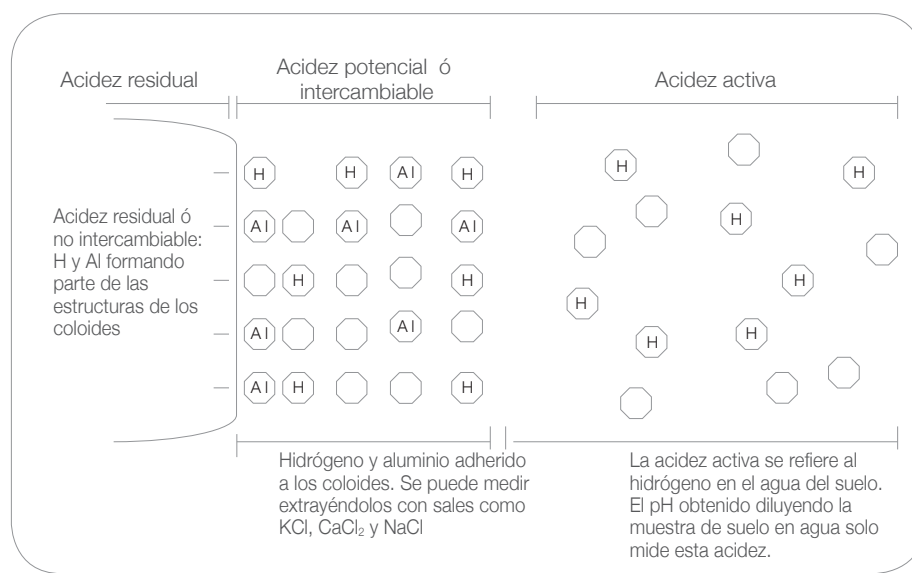 Acidez residual
Acidez potencial ó
intercambiable
Acidez activa
Acidez residual ó
no intercambiable:
H y Al formando
parte de las
estructuras de los
coloides
H H Al H
Al Al Al
H H
Al Al
Al H H
H H
H
H
H
H H
Hidrógeno y aluminio adherido
a los coloides. Se puede medir
extrayéndolos con sales como
KCl, CaCl₂ y NaCl
La acidez activa se refiere al
hidrógeno en el agua del suelo.
El pH obtenido diluyendo la
muestra de suelo en agua solo
mide esta acidez.